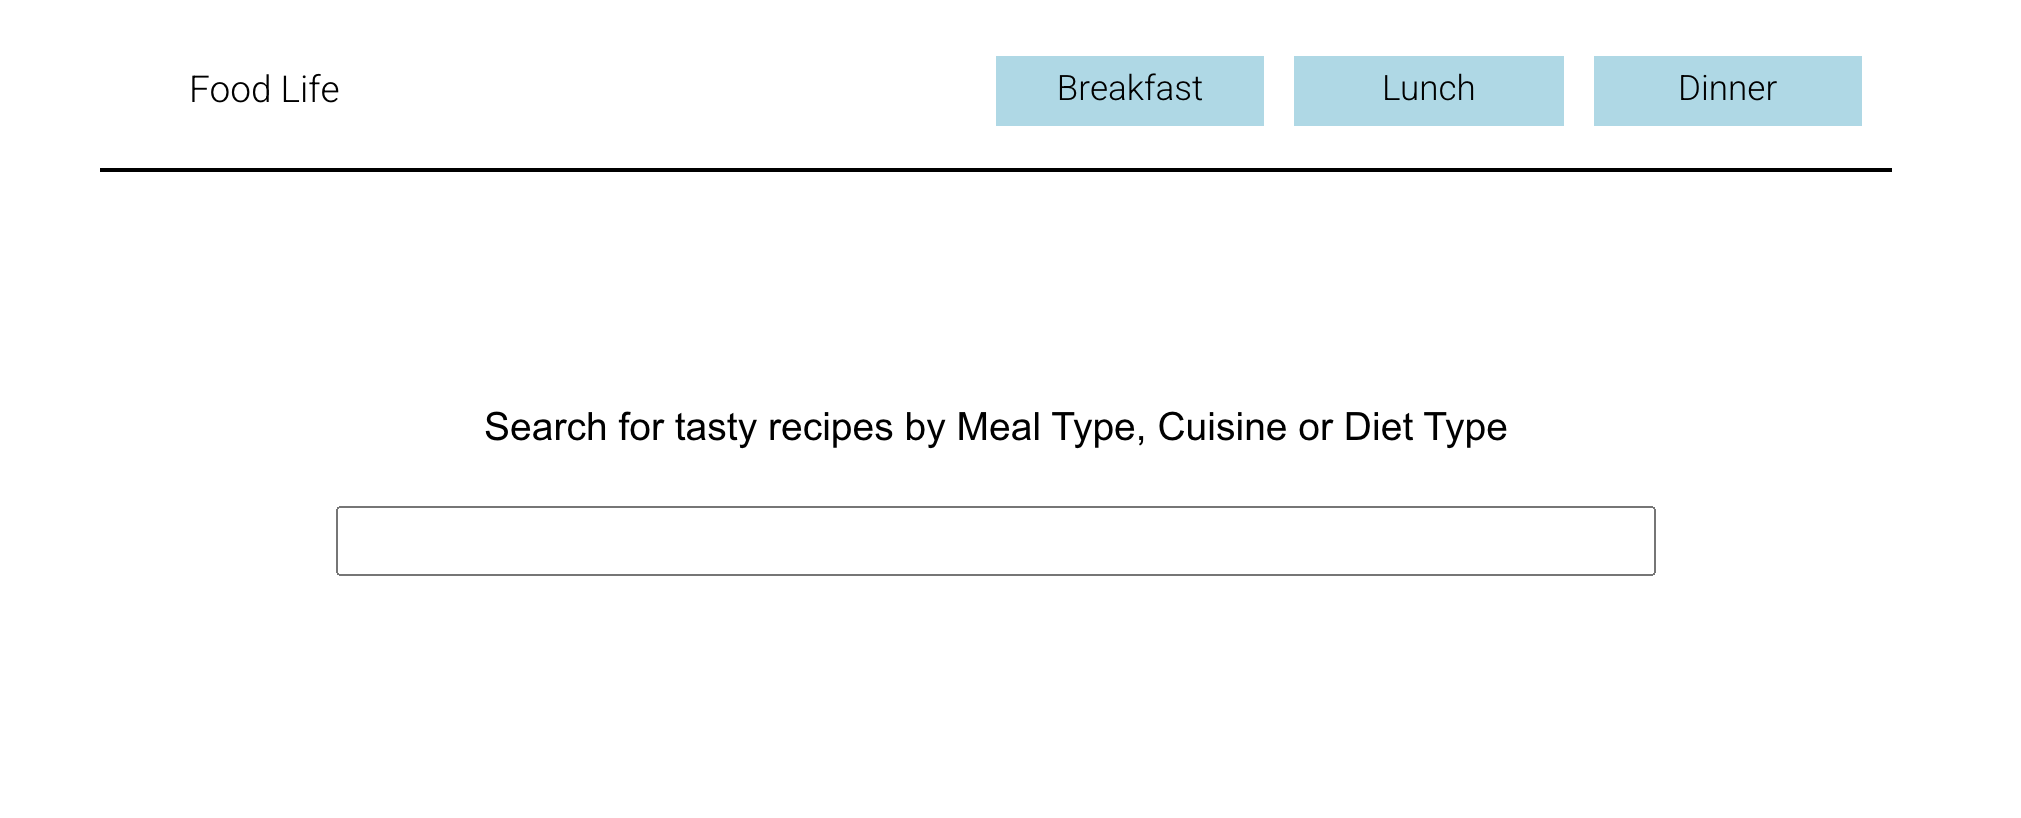 Food Life
Breakfast
Lunch
Dinner
Search for tasty recipes by Meal Type, Cuisine or Diet Type